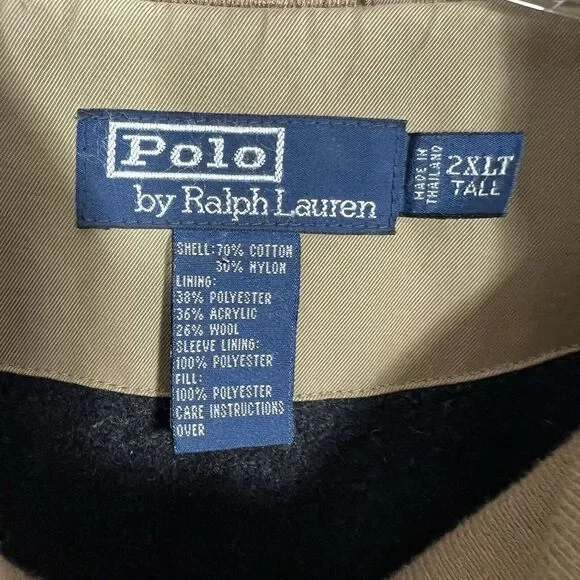 Polo
by Ralph Lauren
MADE IN
THAILAND
2XLT
TALL
SHELL: 70% COTTON
30% NYLON
LINING:
38% POLYESTER
36% ACRYLIC
26% WOOL
SLEEVE LINING:
100% POLYESTER
FILL:
100% POLYESTER
CARE INSTRUCTIONS
OVER